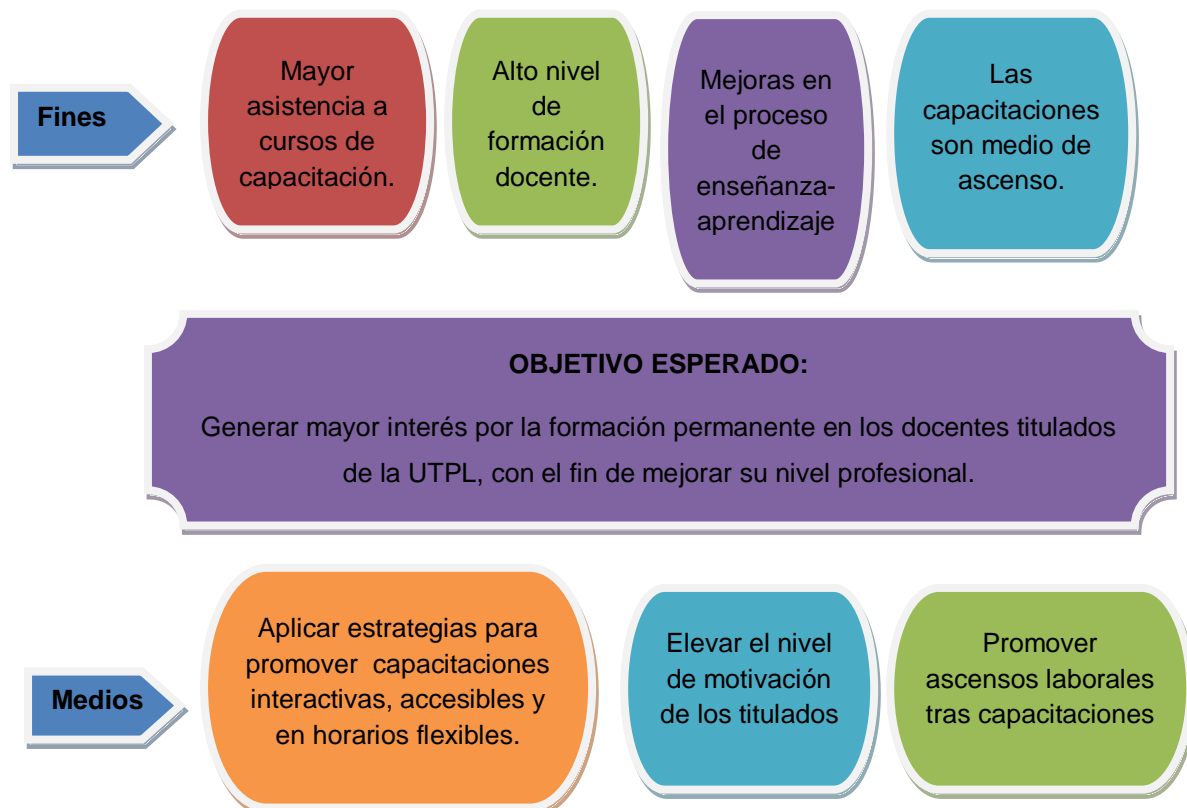 Fines
Mayor
asistencia a
cursos de
capacitación.
Alto nivel
de
formación
docente.
Mejoras en
el proceso
de
enseñanza-
aprendizaje
Las
capacitaciones
son medio de
ascenso.
OBJETIVO ESPERADO:
Generar mayor interés por la formación permanente en los docentes titulados
de la UTPL, con el fin de mejorar su nivel profesional.
Medios
Aplicar estrategias para
promover  capacitaciones
interactivas, accesibles y
en horarios flexibles.
Elevar el nivel
de motivación
de los titulados
Promover
ascensos laborales
tras capacitaciones